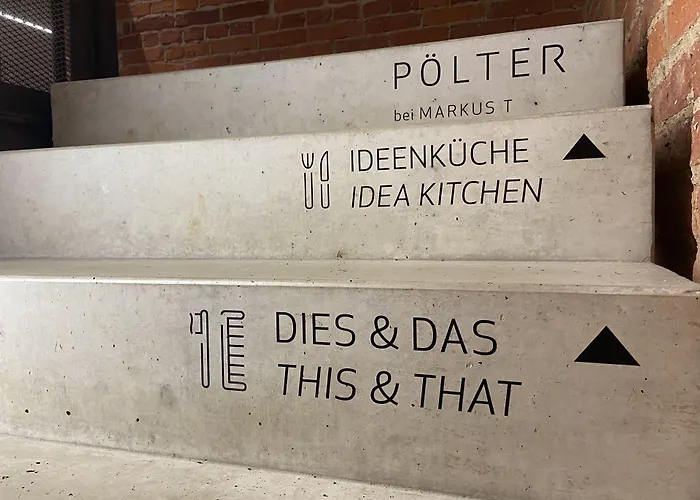 PÖLTER
bei MARKUS T
IDEENKÜCHE
IDEA KITCHEN
DIES & DAS
THIS & THAT